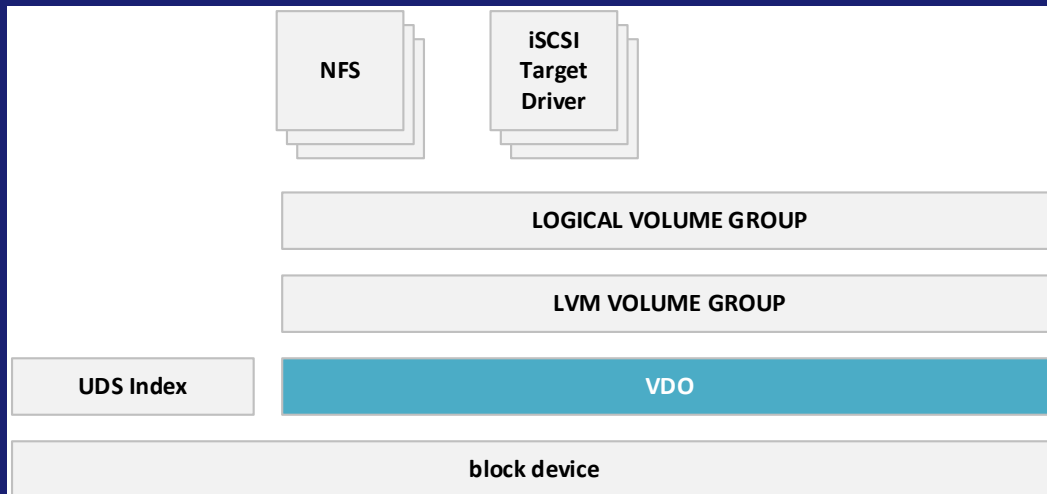 NFS
iSCSI
Target
Driver
LOGICAL VOLUME GROUP
LVM VOLUME GROUP
UDS Index
VDO
block device